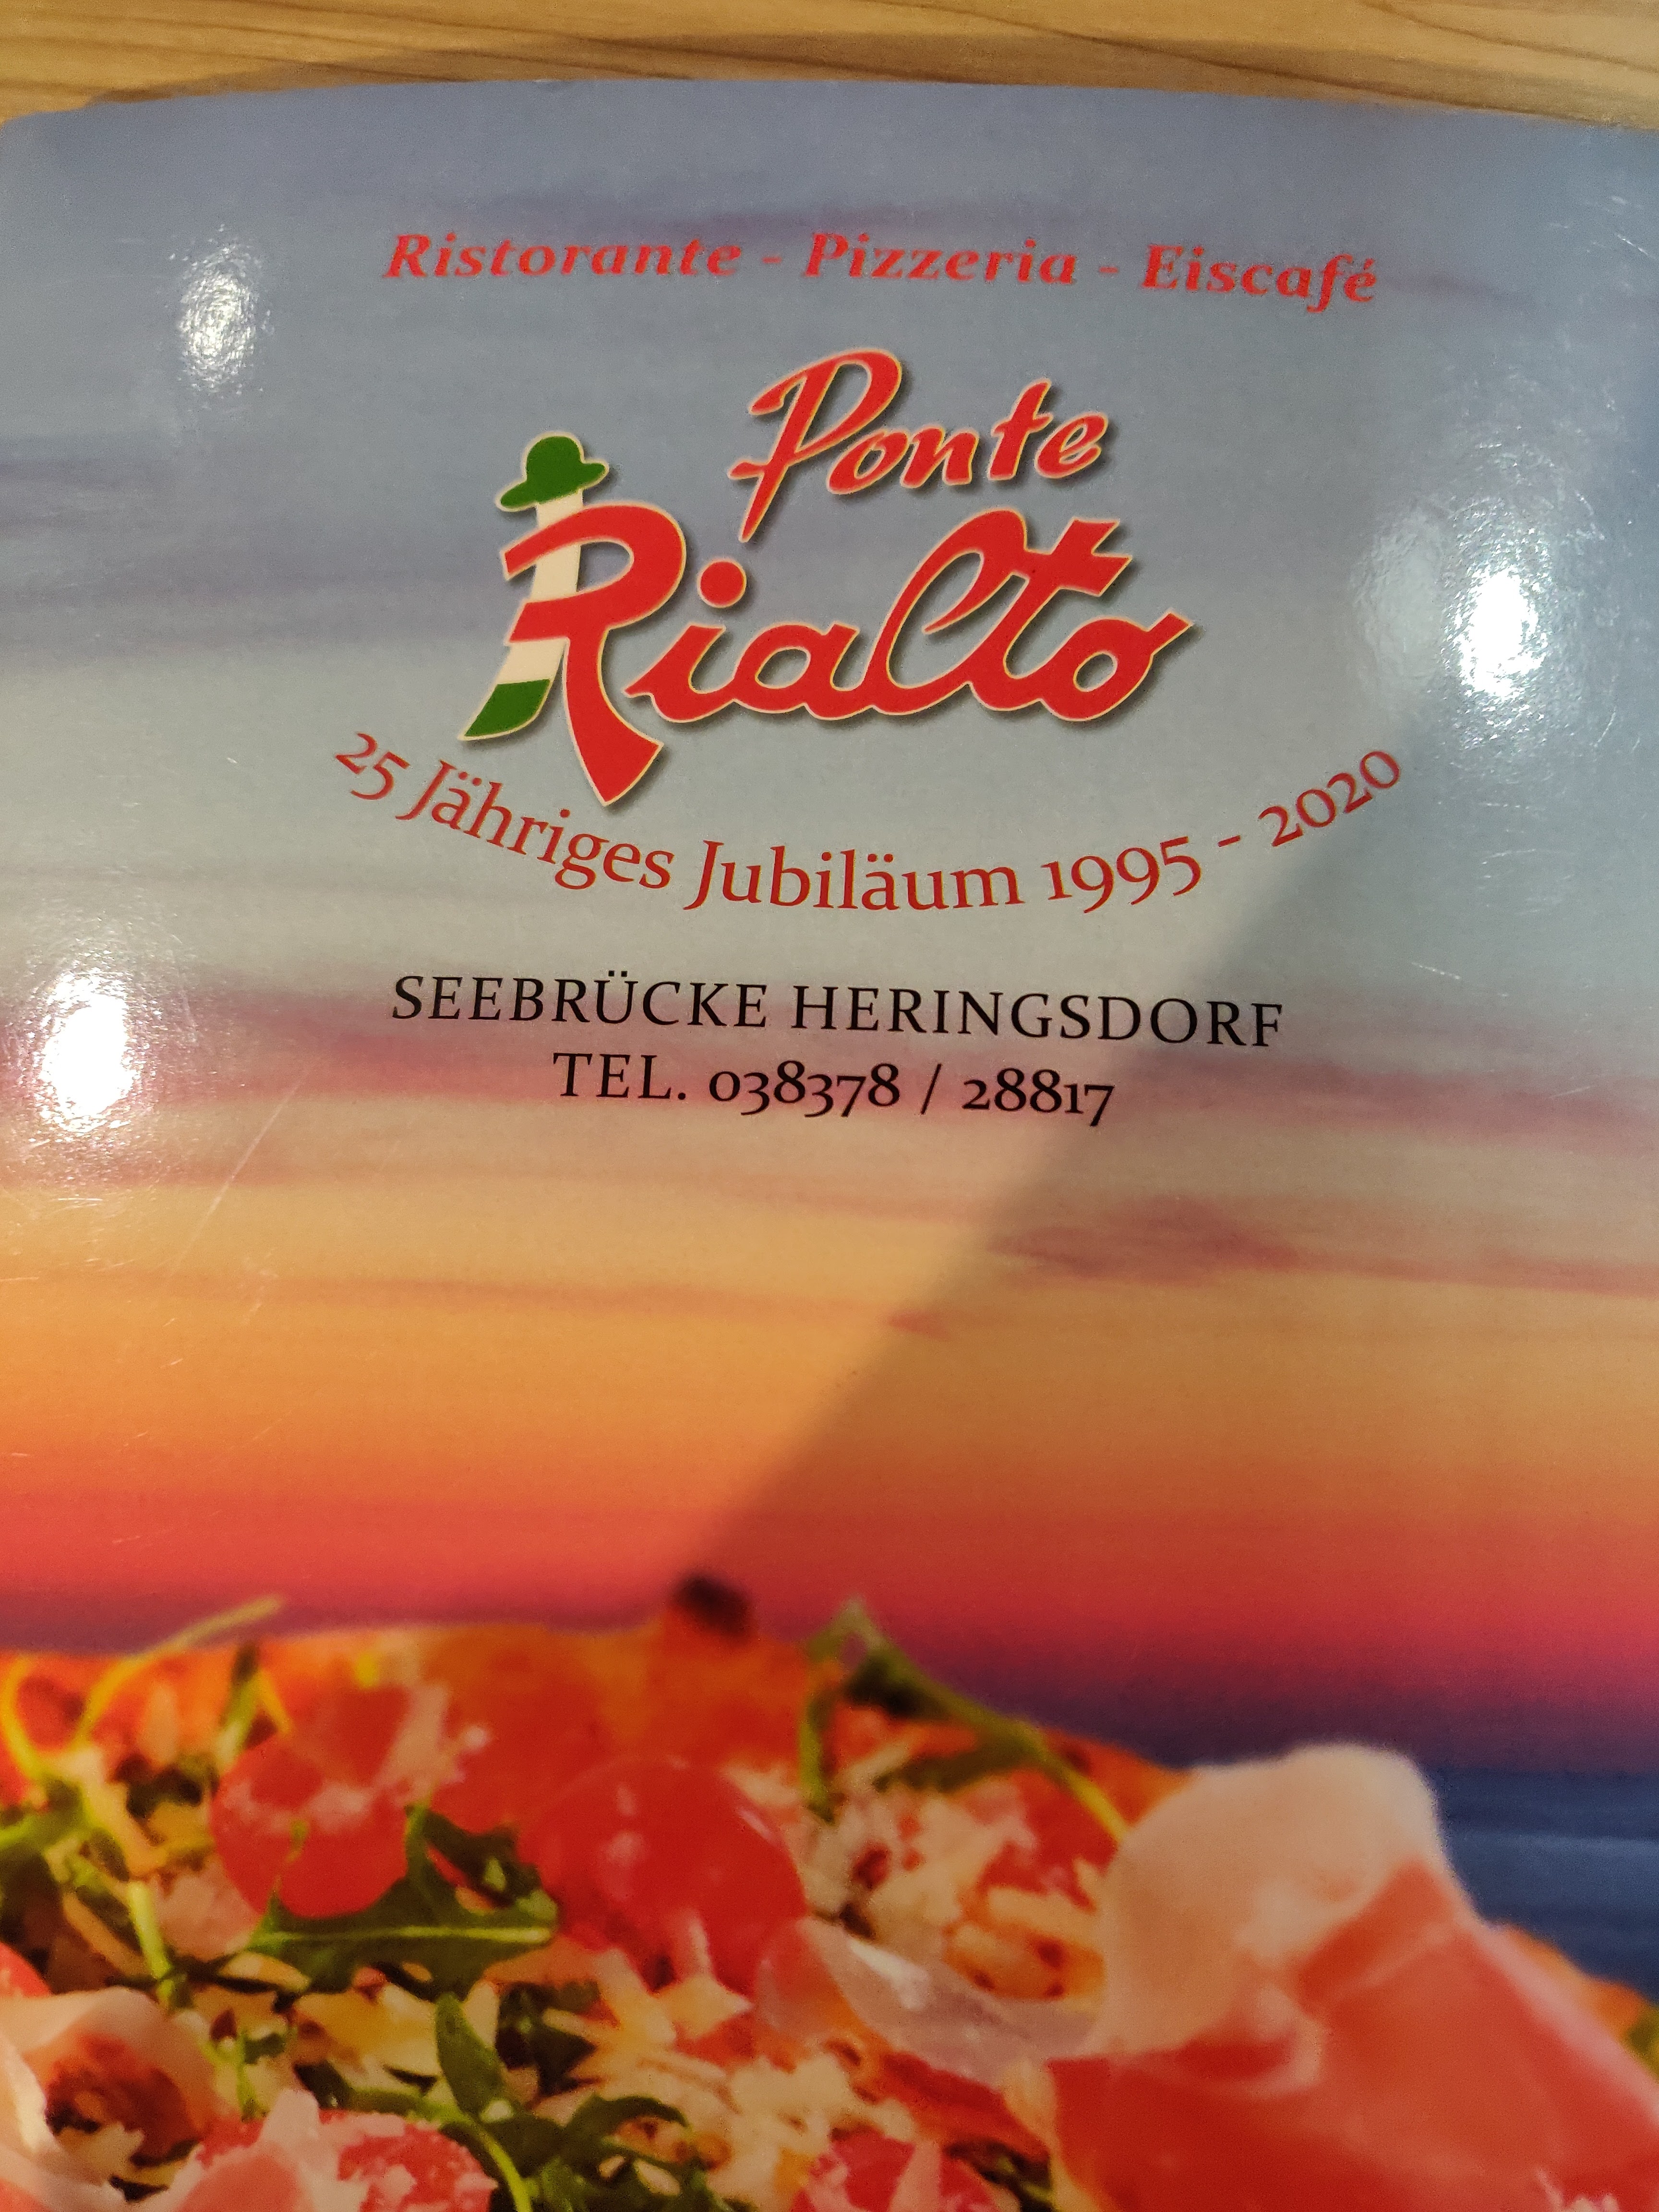 Ristorante - Pizzeria - Eiscafé
Ponte
Rialto
25 Jähriges Jubiläum 1995 - 2020
SEEBRÜCKE HERINGSDORF
TEL. 038378 / 28817